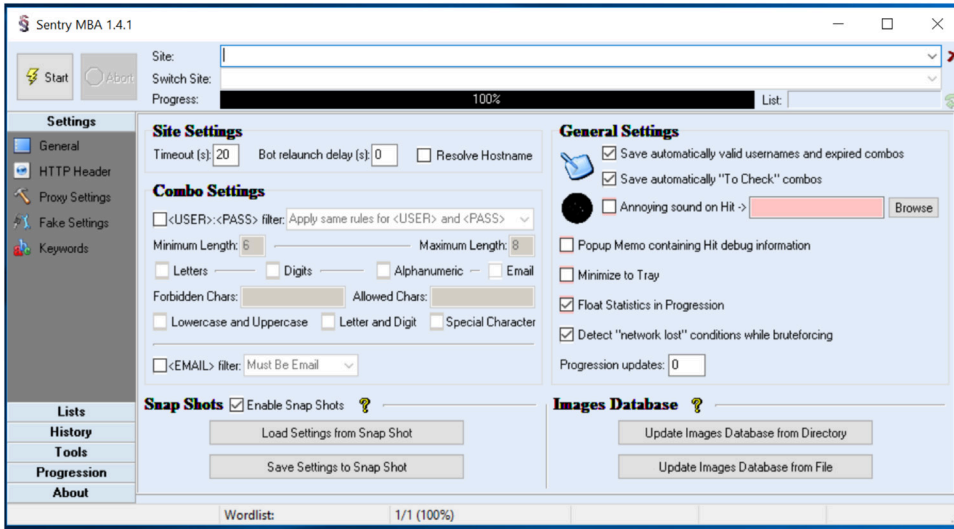 Sentry MBA 1.4.1
Start
Abort
Site:
Switch Site:
Progress: 100% List:
Settings
General
HTTP Header
Proxy Settings
Fake Settings
Keywords
Lists
History
Tools
Progression
About
Site Settings
Timeout (s): 20 Bot relaunch delay (s): 0 Resolve Hostname
Combo Settings
<USER>:<PASS> filter: Apply same rules for <USER> and <PASS>
Minimum Length: 6 Maximum Length: 8
Letters Digits Alphanumeric Email
Forbidden Chars: Allowed Chars:
Lowercase and Uppercase Letter and Digit Special Character
<EMAIL> filter: Must Be Email
General Settings
Save automatically valid usernames and expired combos
Save automatically "To Check" combos
Annoying sound on Hit -> Browse
Popup Memo containing Hit debug information
Minimize to Tray
Float Statistics in Progression
Detect "network lost" conditions while bruteforcing
Progression updates: 0
Snap Shots Enable Snap Shots ?
Load Settings from Snap Shot
Save Settings to Snap Shot
Images Database ?
Update Images Database from Directory
Update Images Database from File
Wordlist: 1/1 (100%)